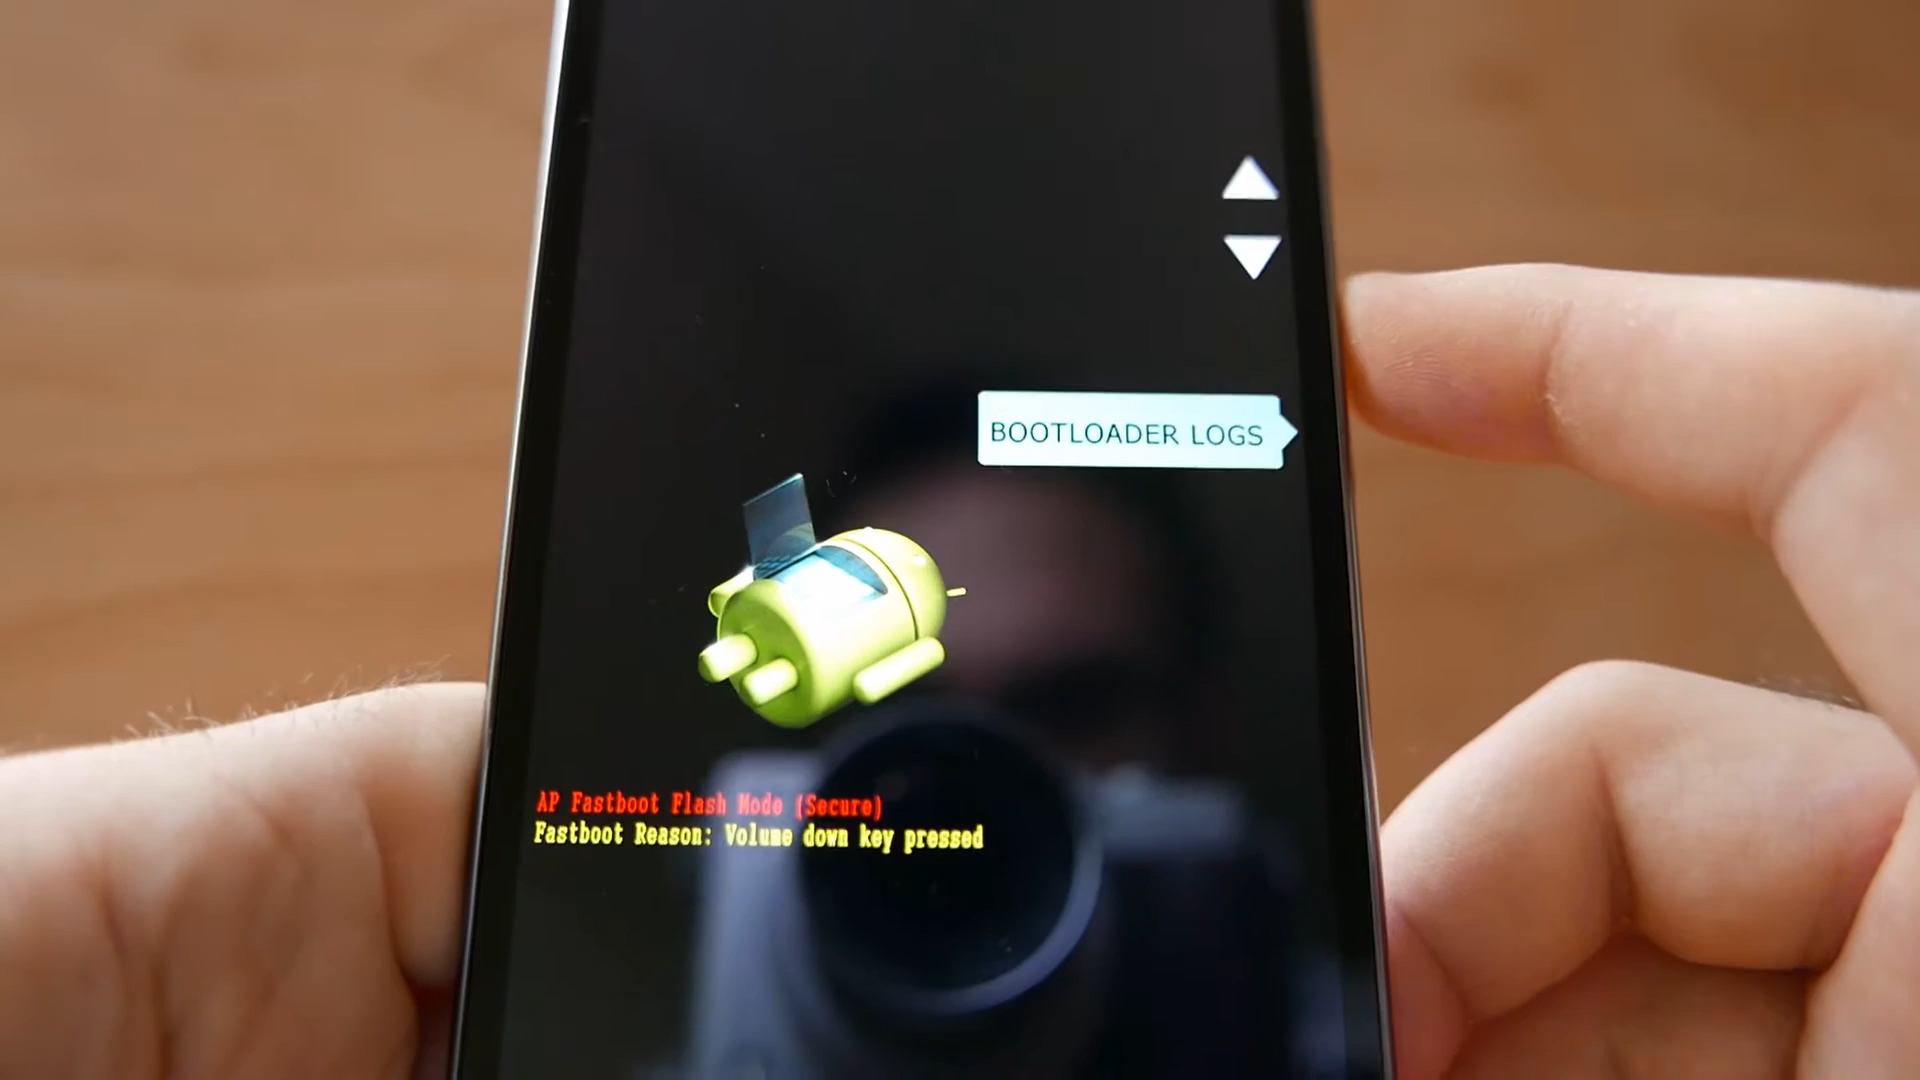 BOOTLOADER LOGS
AP Fastboot Flash Mode (Secure)
Fastboot Reason: Volume down key pressed